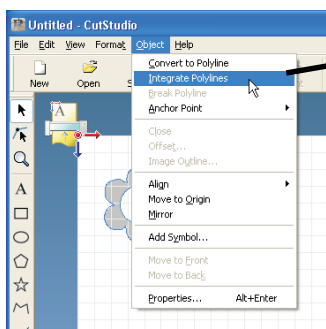 Untitled - CutStudio
File Edit View Format Object Help
New Open
Convert to Polyline
Integrate Polylines
Break Polyline
Anchor Point
Close
Offset...
Image Outline...
Align
Move to Origin
Mirror
Add Symbol...
Move to Front
Move to Back
Properties... Alt+Enter
A
A